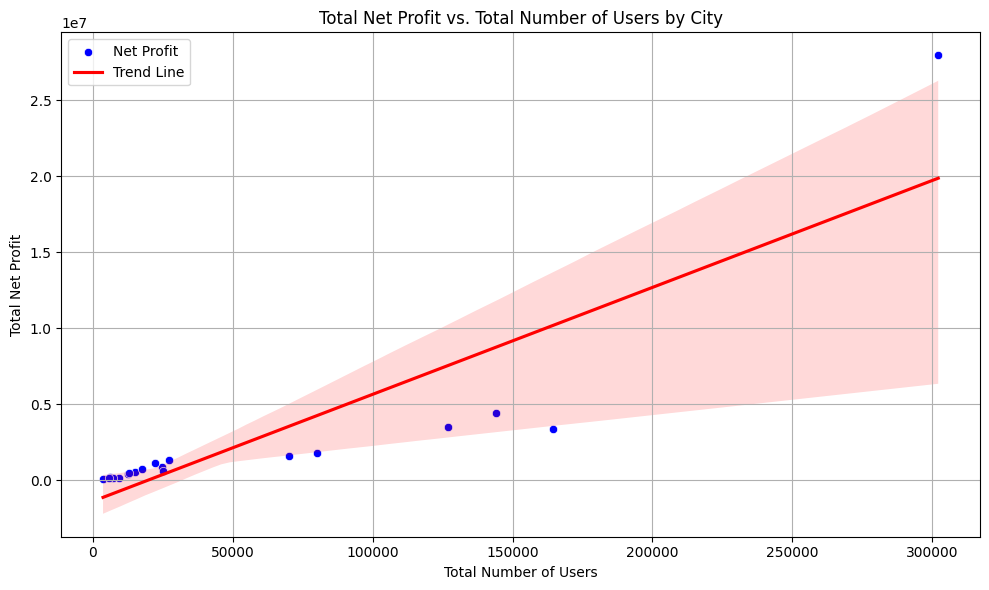 Total Net Profit vs. Total Number of Users by City
1e7
Net Profit
Trend Line
2.5
2.0
1.5
1.0
0.5
0.0
Total Net Profit
0 50000 100000 150000 200000 250000 300000
Total Number of Users